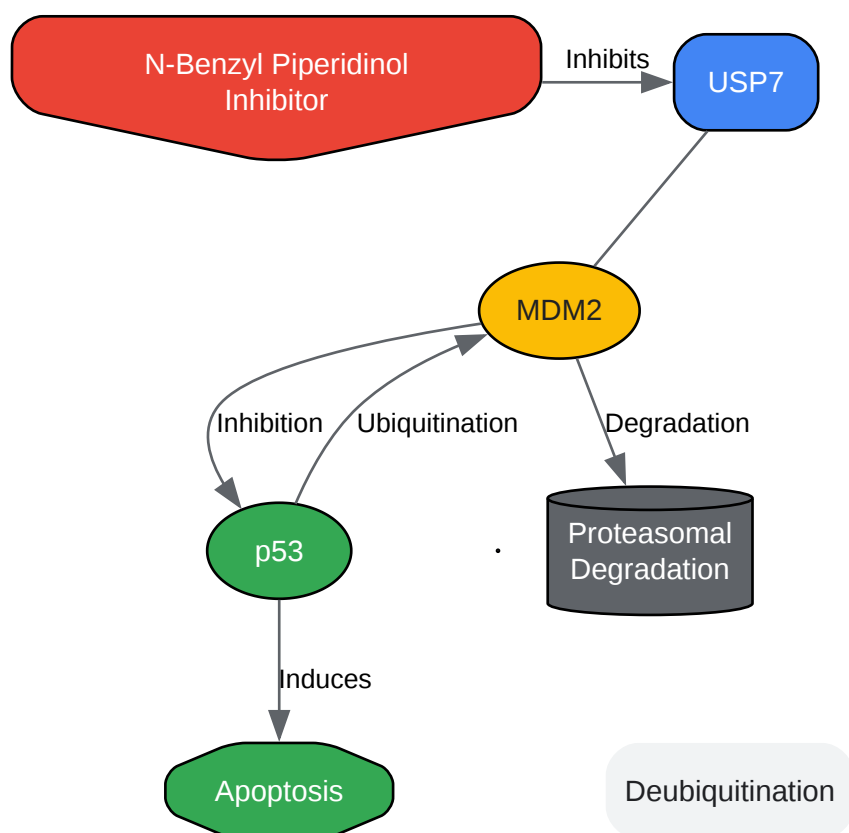 N-Benzyl Piperidinol
Inhibitor
Inhibits
USP7
MDM2
Inhibition
Ubiquitination
Degradation
p53
Proteasomal
Degradation
Induces
Apoptosis
Deubiquitination